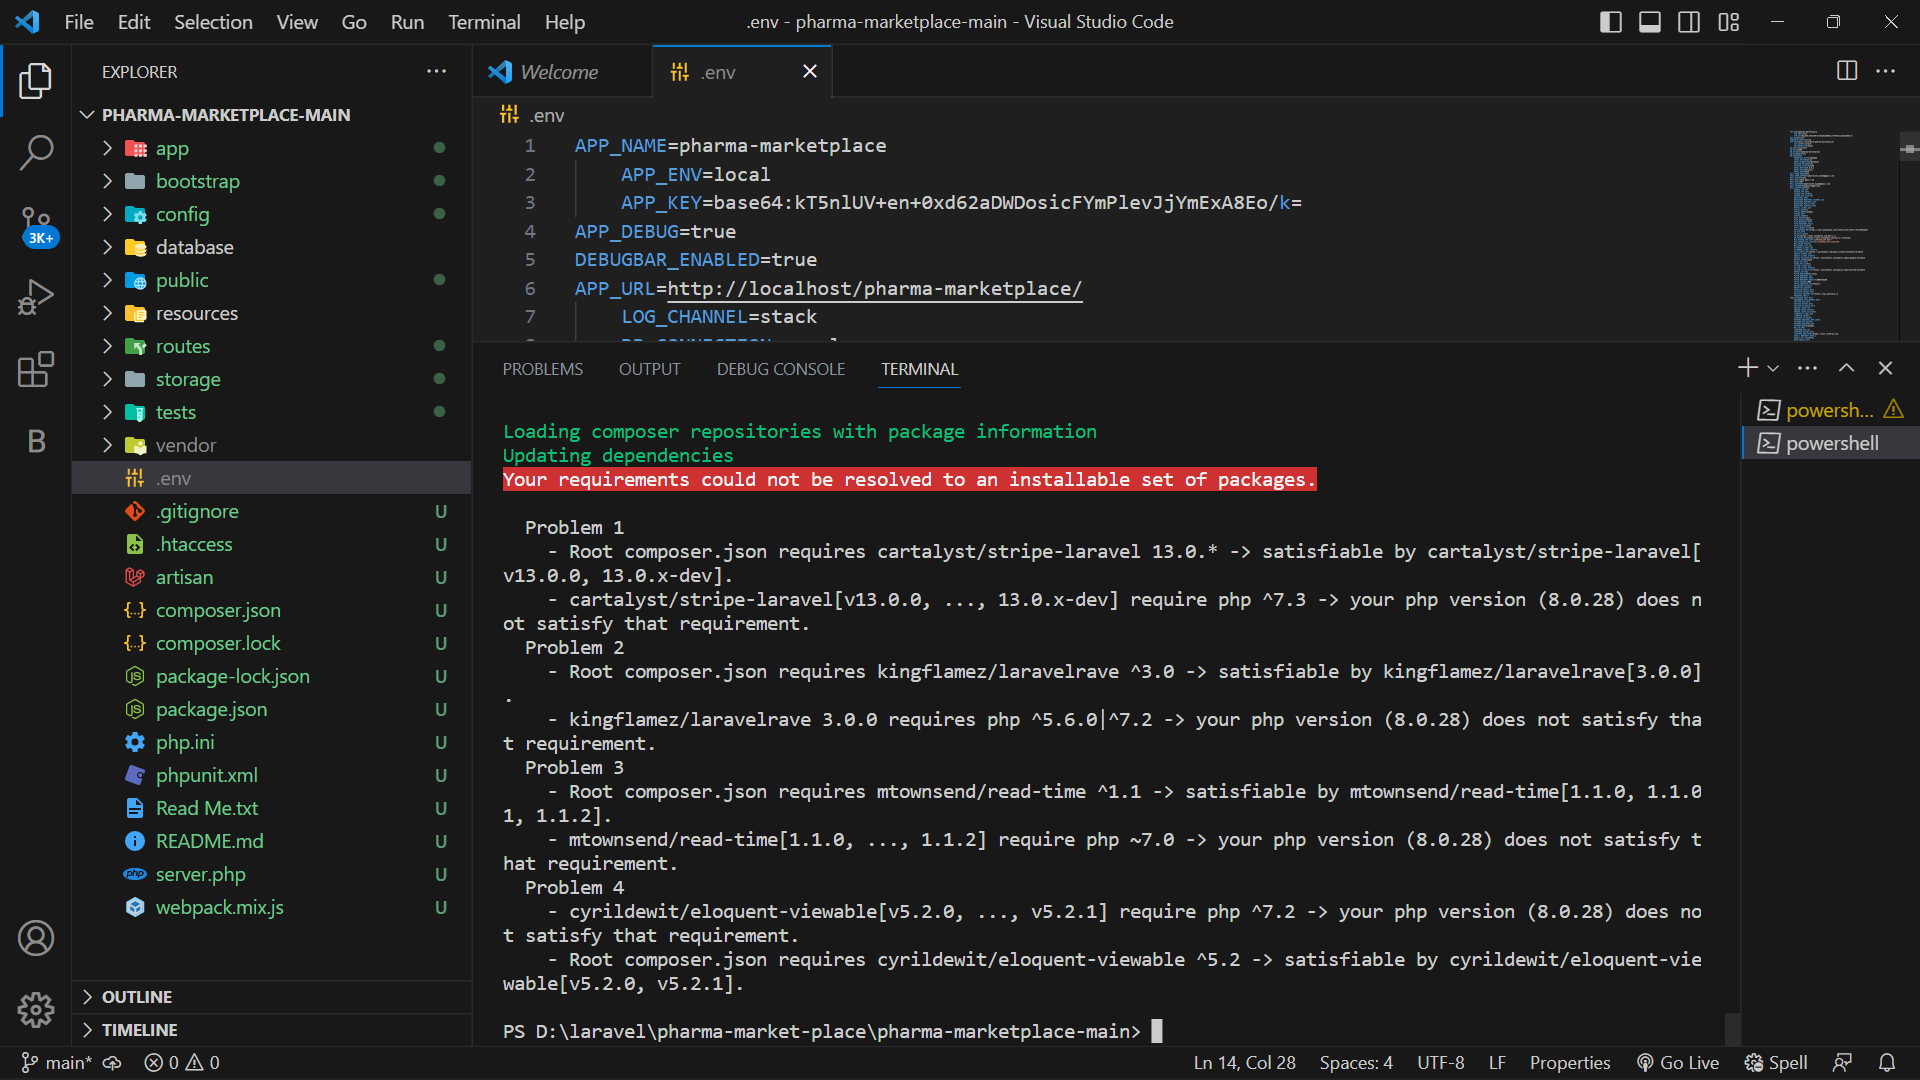 File Edit Selection View Go Run Terminal Help
.env - pharma-marketplace-main - Visual Studio Code
EXPLORER
PHARMA-MARKETPLACE-MAIN
app
bootstrap
config
database
public
resources
routes
storage
tests
vendor
.env
.gitignore U
.htaccess U
artisan U
composer.json U
composer.lock U
package-lock.json U
package.json U
php.ini U
phpunit.xml U
Read Me.txt U
README.md U
server.php U
webpack.mix.js U
OUTLINE
TIMELINE
3K+
B
Welcome
.env
.env
1 APP_NAME=pharma-marketplace
2 APP_ENV=local
3 APP_KEY=base64:kT5nlUV+en+0xd62aDWDosicFYmPlevJjYmExA8Eo/k=
4 APP_DEBUG=true
5 DEBUGBAR_ENABLED=true
6 APP_URL=http://localhost/pharma-marketplace/
7 LOG_CHANNEL=stack
PROBLEMS OUTPUT DEBUG CONSOLE TERMINAL
Loading composer repositories with package information
Updating dependencies
Your requirements could not be resolved to an installable set of packages.
Problem 1
- Root composer.json requires cartalyst/stripe-laravel 13.0.* -> satisfiable by cartalyst/stripe-laravel[
v13.0.0, 13.0.x-dev].
- cartalyst/stripe-laravel[v13.0.0, ..., 13.0.x-dev] require php ^7.3 -> your php version (8.0.28) does n
ot satisfy that requirement.
Problem 2
- Root composer.json requires kingflamez/laravelrave ^3.0 -> satisfiable by kingflamez/laravelrave[3.0.0]
.
- kingflamez/laravelrave 3.0.0 requires php ^5.6.0|^7.2 -> your php version (8.0.28) does not satisfy tha
t requirement.
Problem 3
- Root composer.json requires mtownsend/read-time ^1.1 -> satisfiable by mtownsend/read-time[1.1.0, 1.1.0
1, 1.1.2].
- mtownsend/read-time[1.1.0, ..., 1.1.2] require php ~7.0 -> your php version (8.0.28) does not satisfy t
hat requirement.
Problem 4
- cyrildewit/eloquent-viewable[v5.2.0, ..., v5.2.1] require php ^7.2 -> your php version (8.0.28) does no
t satisfy that requirement.
- Root composer.json requires cyrildewit/eloquent-viewable ^5.2 -> satisfiable by cyrildewit/eloquent-vie
wable[v5.2.0, v5.2.1].
PS D:\laravel\pharma-market-place\pharma-marketplace-main>
powersh...
powershell
main* 0 0
Ln 14, Col 28 Spaces: 4 UTF-8 LF Properties Go Live Spell